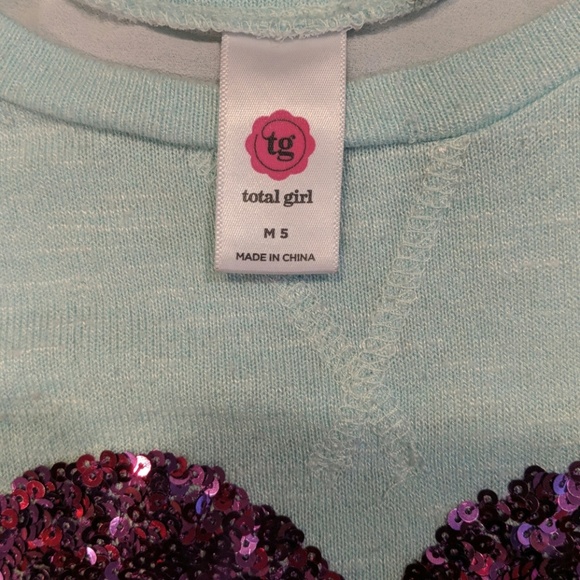 tg
total girl
M 5
MADE IN CHINA